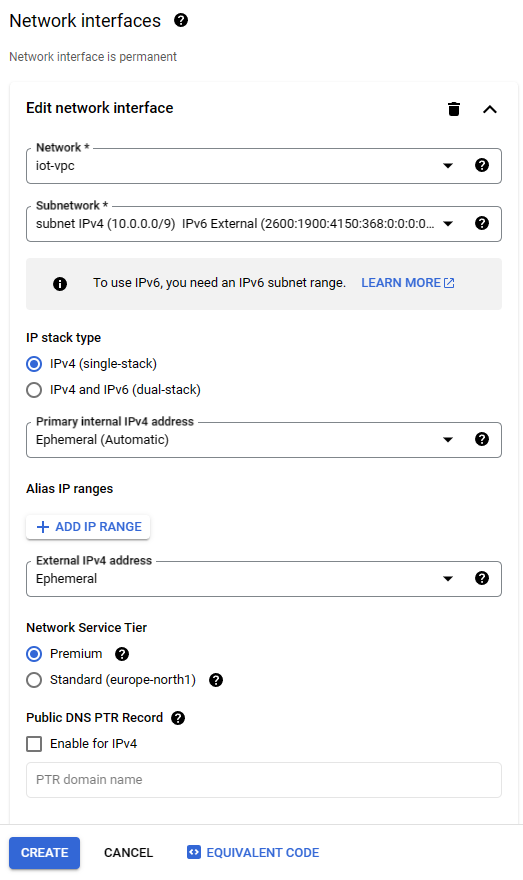 Network interfaces
Network interface is permanent
Edit network interface
Network *
iot-vpc
Subnetwork *
subnet IPv4 (10.0.0.0/9)  IPv6 External (2600:1900:4150:368:0:0:0:0...
To use IPv6, you need an IPv6 subnet range. LEARN MORE
IP stack type
IPv4 (single-stack)
IPv4 and IPv6 (dual-stack)
Primary internal IPv4 address
Ephemeral (Automatic)
Alias IP ranges
ADD IP RANGE
External IPv4 address
Ephemeral
Network Service Tier
Premium
Standard (europe-north1)
Public DNS PTR Record
Enable for IPv4
PTR domain name
CREATE CANCEL EQUIVALENT CODE